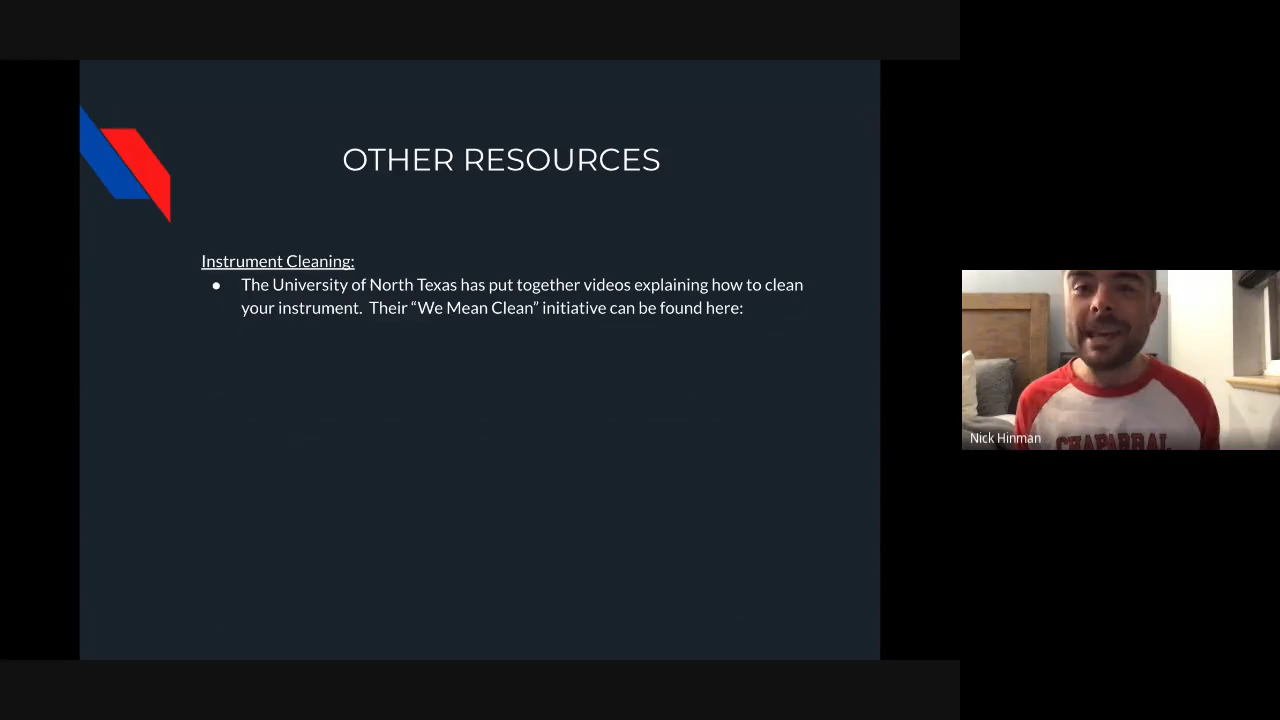 OTHER RESOURCES
Instrument Cleaning:
● The University of North Texas has put together videos explaining how to clean
your instrument.  Their “We Mean Clean” initiative can be found here:
Nick Hinman
CHAPARRAL